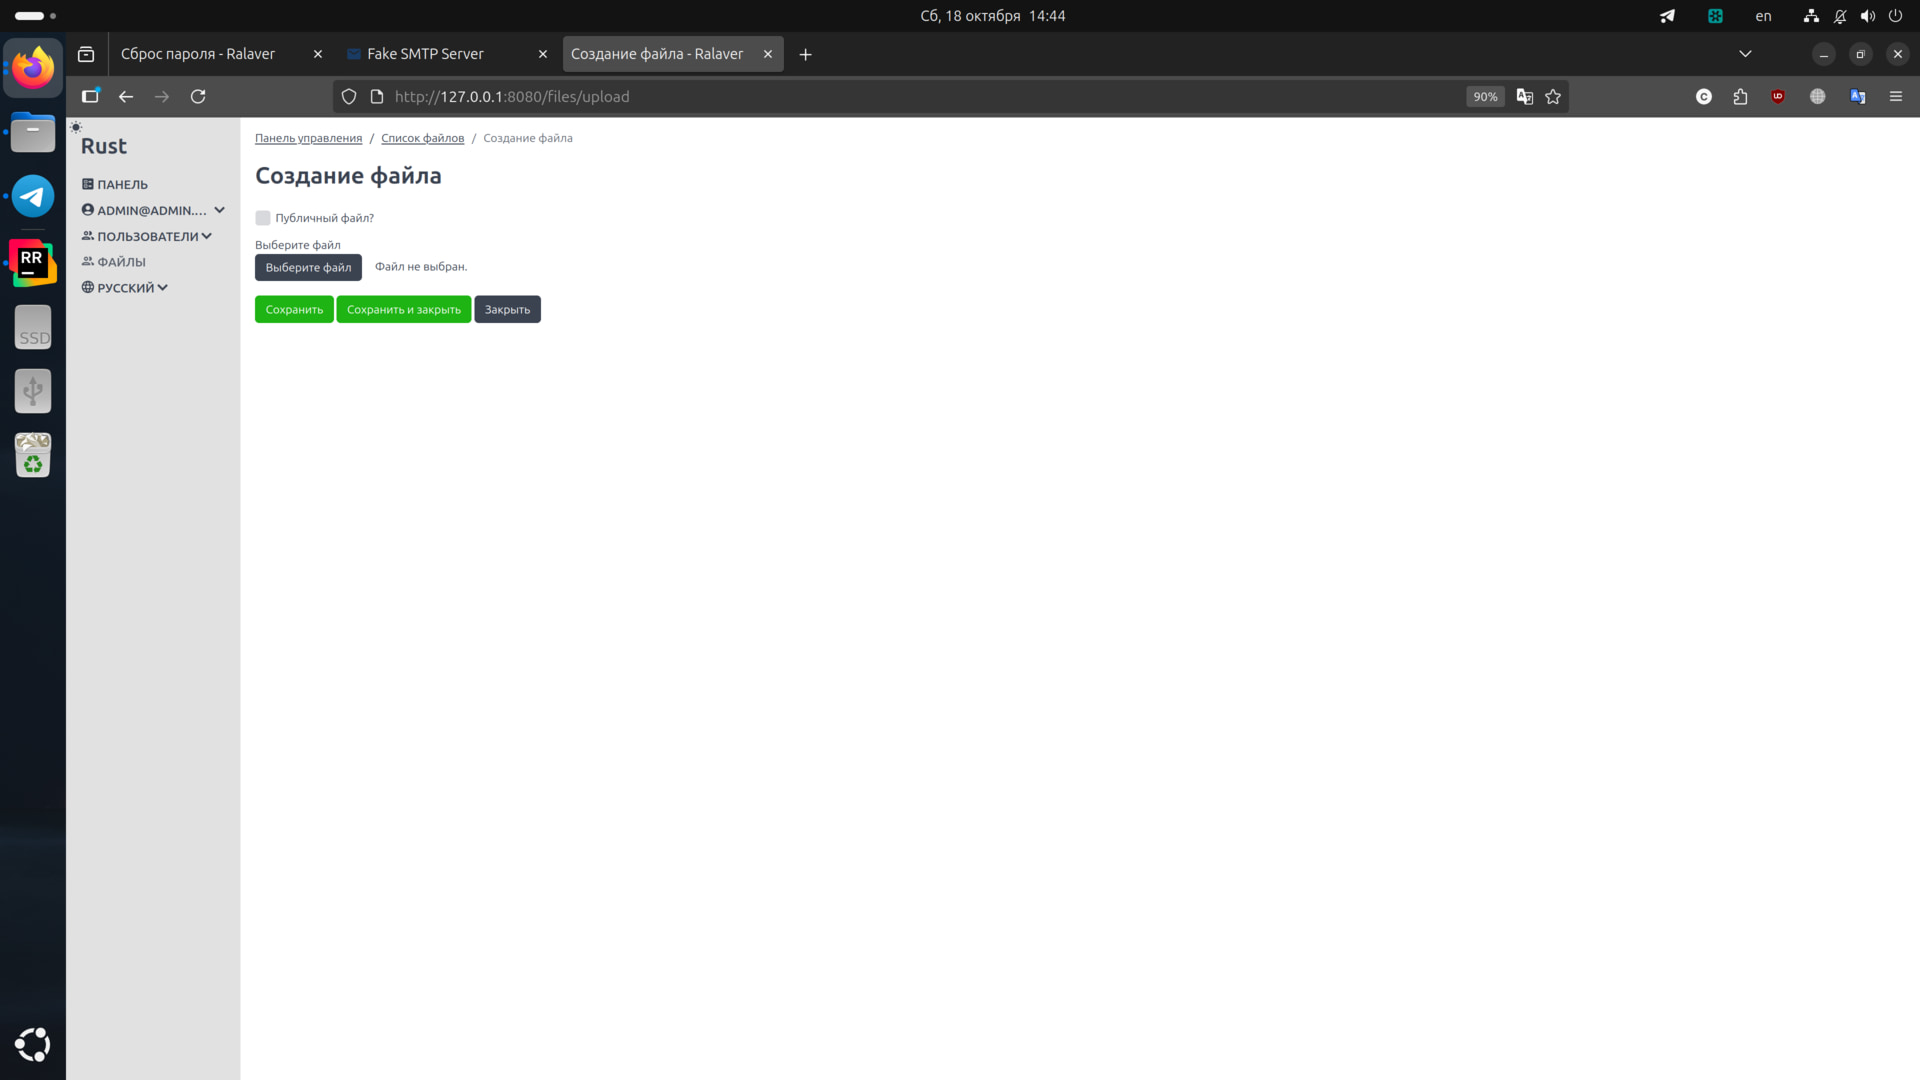 Сб, 18 октября 14:44
en
Сброс пароля - Ralaver
Fake SMTP Server
Создание файла - Ralaver
http://127.0.0.1:8080/files/upload
90%
Rust
ПАНЕЛЬ
ADMIN@ADMIN....
ПОЛЬЗОВАТЕЛИ
ФАЙЛЫ
РУССКИЙ
Панель управления / Список файлов / Создание файла
Создание файла
Публичный файл?
Выберите файл
Выберите файл Файл не выбран.
Сохранить Сохранить и закрыть Закрыть
RR
SSD